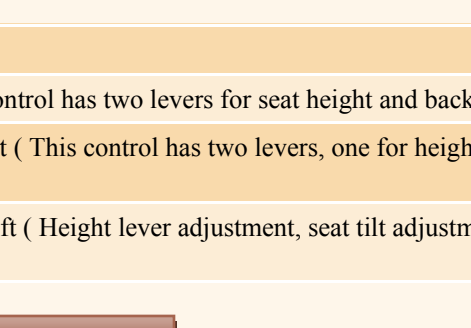 ontrol has two levers for seat height and back
t ( This control has two levers, one for heigh
ft ( Height lever adjustment, seat tilt adjustm